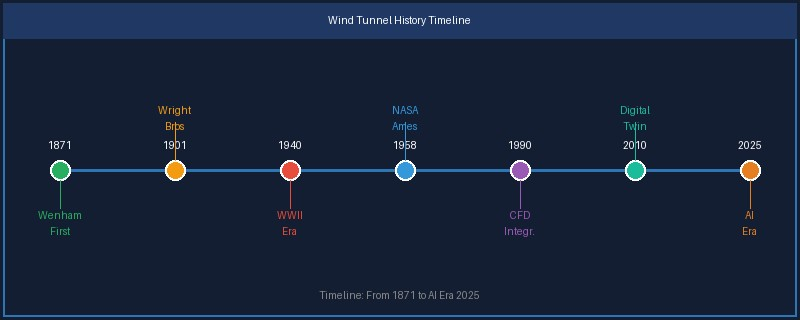 Wind Tunnel History Timeline
Wright
Bros
NASA
Ames
Digital
Twin
1871
1901
1940
1958
1990
2010
2025
Wenham
First
WWII
Era
CFD
Integr.
AI
Era
Timeline: From 1871 to AI Era 2025